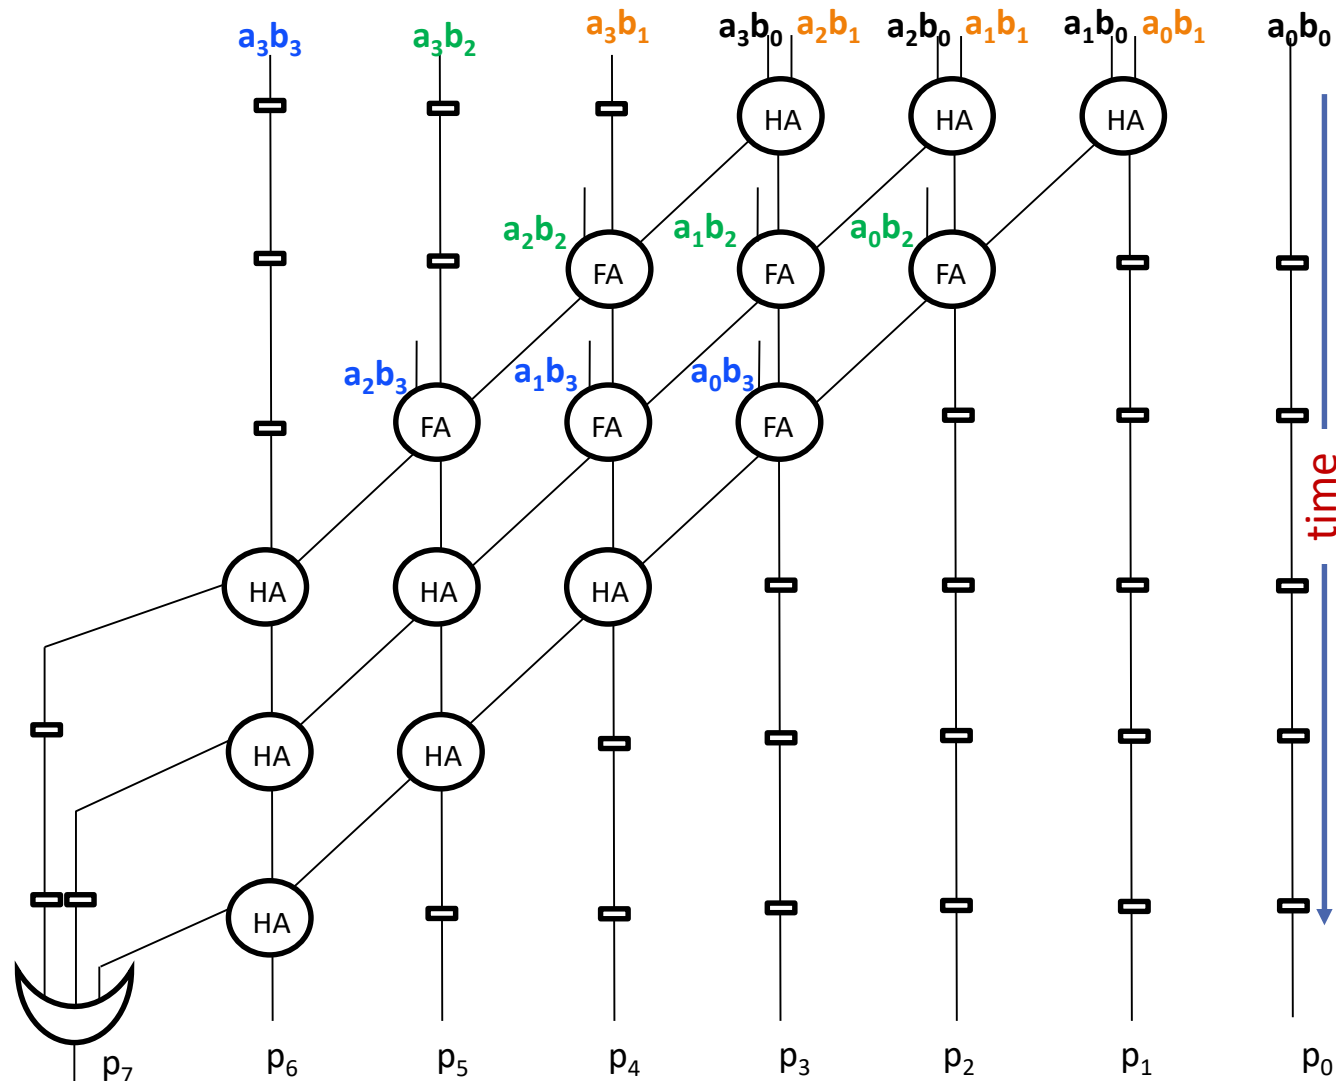 a₃b₃ a₃b₂ a₃b₁ a₃b₀ a₂b₁ a₂b₀ a₁b₁ a₁b₀ a₀b₁ a₀b₀
HA HA HA
a₂b₂ a₁b₂ a₀b₂
FA FA FA
a₂b₃ a₁b₃ a₀b₃
FA FA FA
time
HA HA HA
HA HA
HA
p₇ p₆ p₅ p₄ p₃ p₂ p₁ p₀